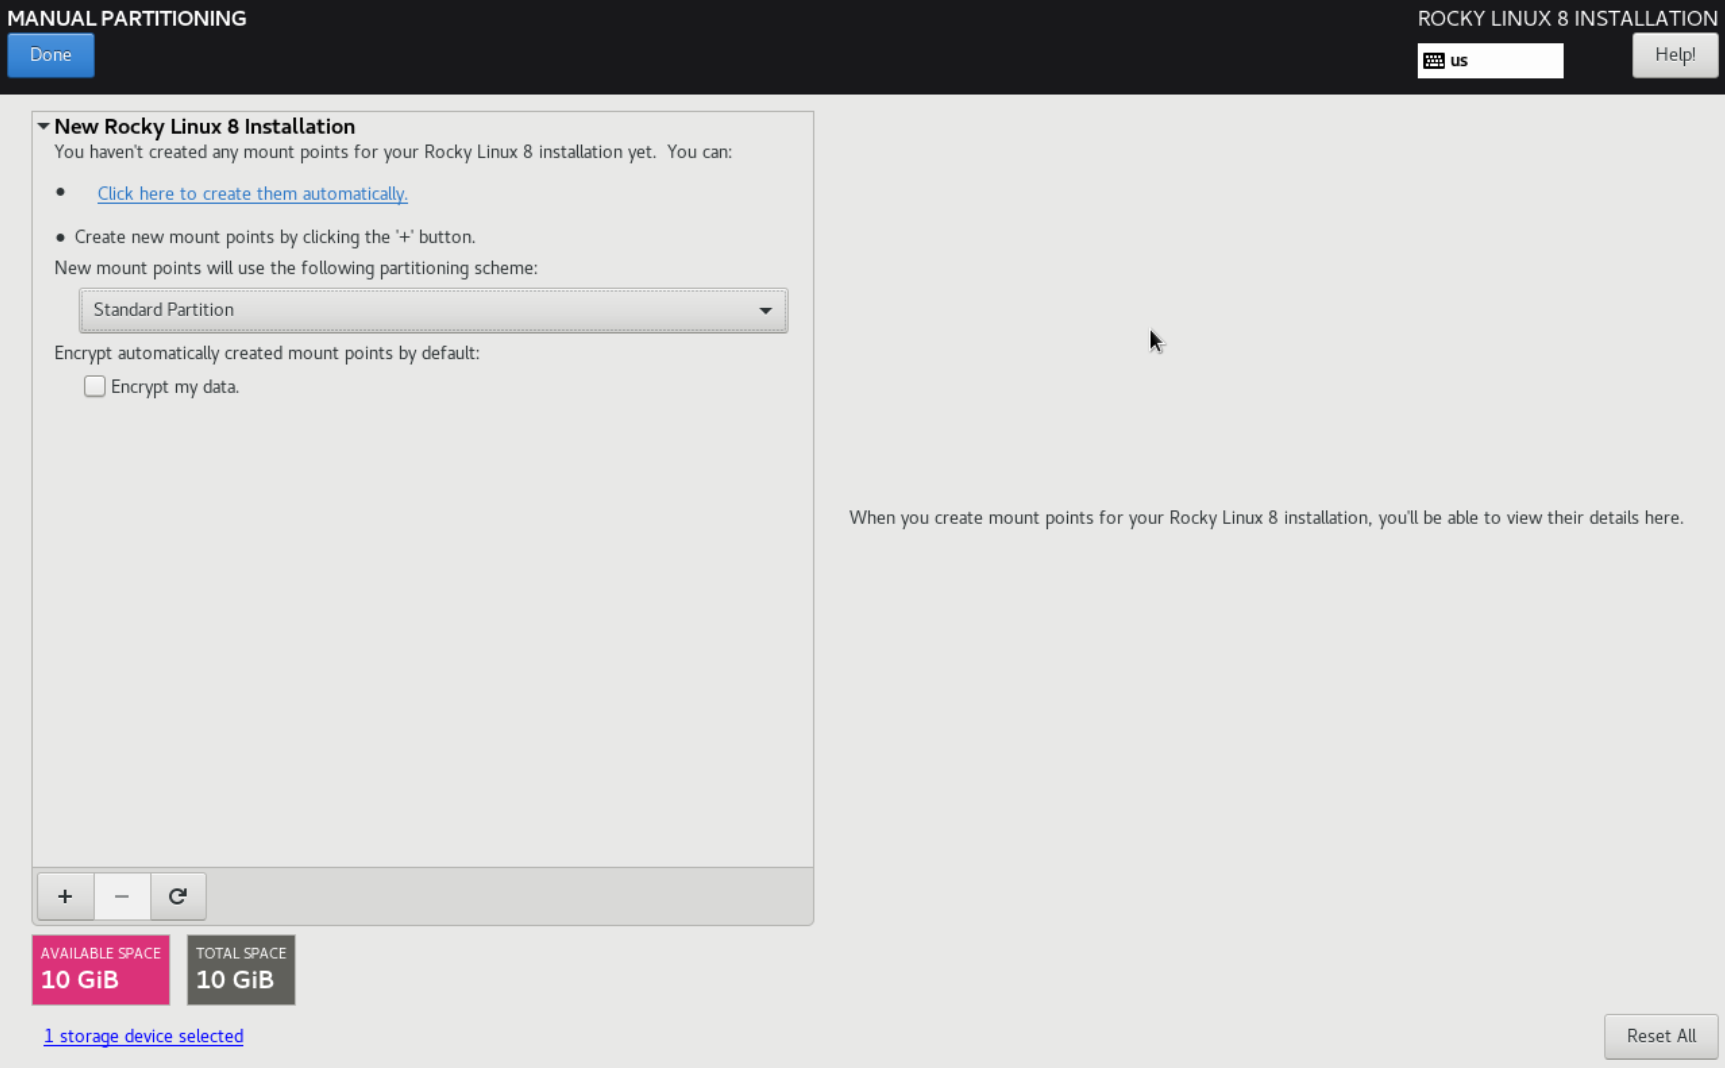 MANUAL PARTITIONING
ROCKY LINUX 8 INSTALLATION
Done
us
Help!
New Rocky Linux 8 Installation
You haven't created any mount points for your Rocky Linux 8 installation yet.  You can:
• Click here to create them automatically.
• Create new mount points by clicking the '+' button.
New mount points will use the following partitioning scheme:
Standard Partition
Encrypt automatically created mount points by default:
Encrypt my data.
When you create mount points for your Rocky Linux 8 installation, you'll be able to view their details here.
+ −
AVAILABLE SPACE
10 GiB
TOTAL SPACE
10 GiB
1 storage device selected
Reset All